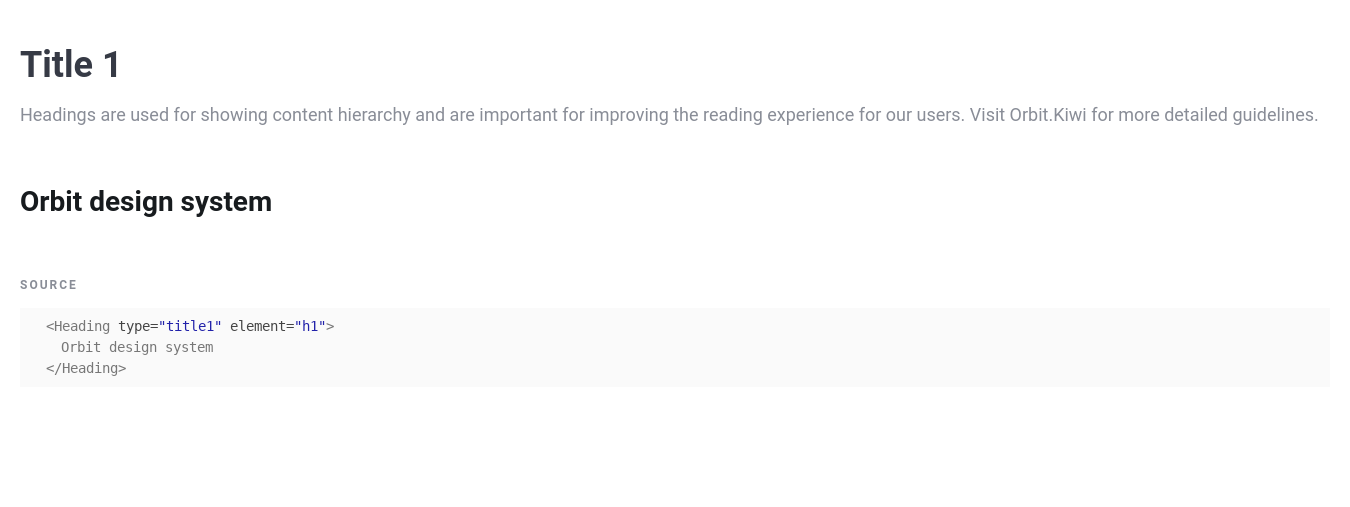 Title 1
Headings are used for showing content hierarchy and are important for improving the reading experience for our users. Visit Orbit.Kiwi for more detailed guidelines.
Orbit design system
SOURCE
<Heading type="title1" element="h1">
  Orbit design system
</Heading>